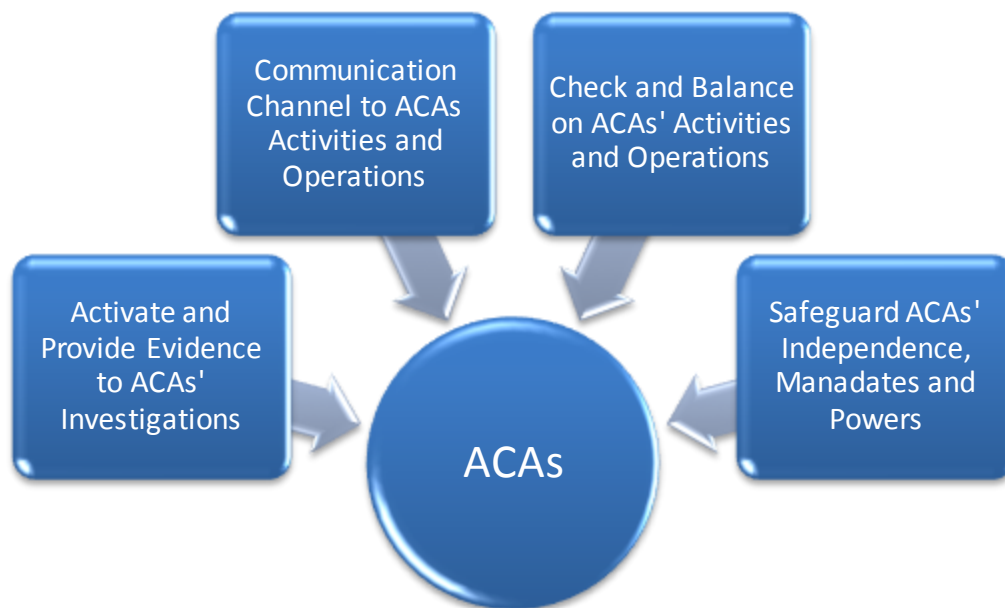 Communication
Channel to ACAs
Activities and
Operations
Check and Balance
on ACAs' Activities
and Operations
Activate and
Provide Evidence
to ACAs'
Investigations
Safeguard ACAs'
Independence,
Manadates and
Powers
ACAs